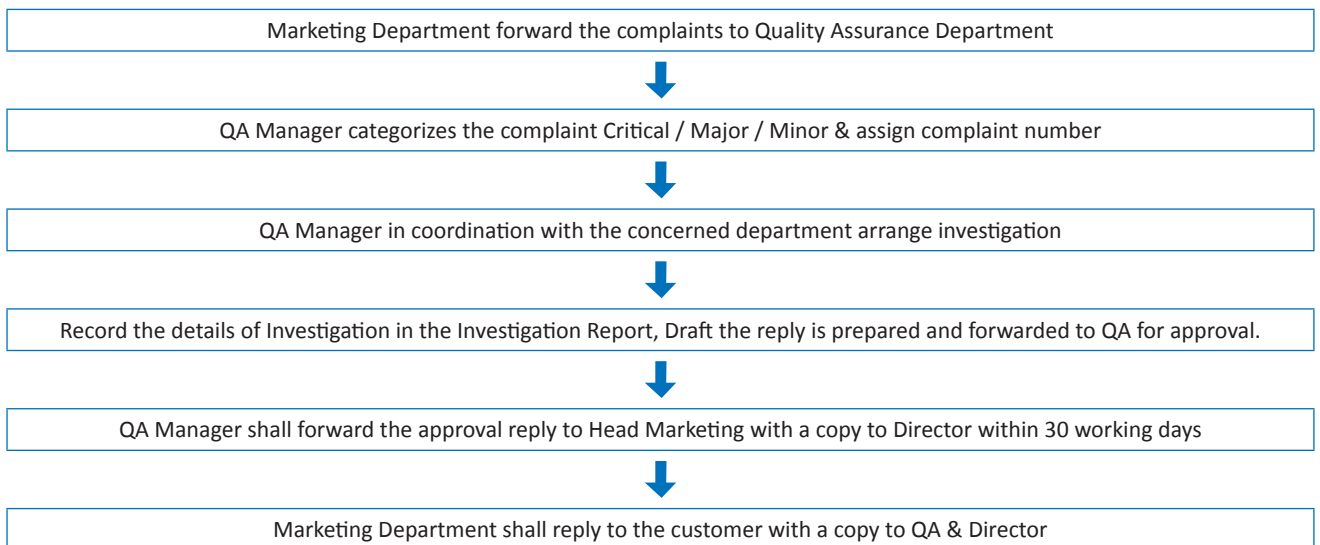 Marketing Department forward the complaints to Quality Assurance Department
QA Manager categorizes the complaint Critical / Major / Minor & assign complaint number
QA Manager in coordination with the concerned department arrange investigation
Record the details of Investigation in the Investigation Report, Draft the reply is prepared and forwarded to QA for approval.
QA Manager shall forward the approval reply to Head Marketing with a copy to Director within 30 working days
Marketing Department shall reply to the customer with a copy to QA & Director